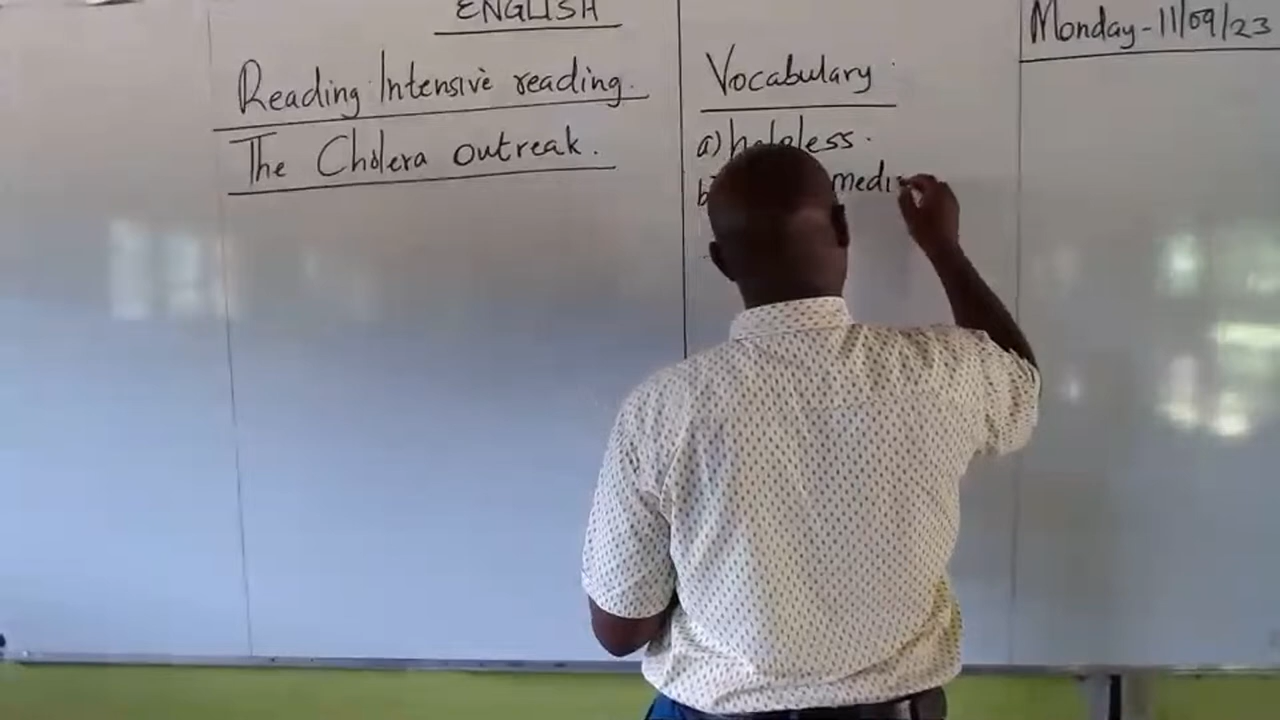 ENGLISH
Reading: Intensive reading.
The Cholera outreak.
Vocabulary
a) helpless.
b)
Monday-11/09/23